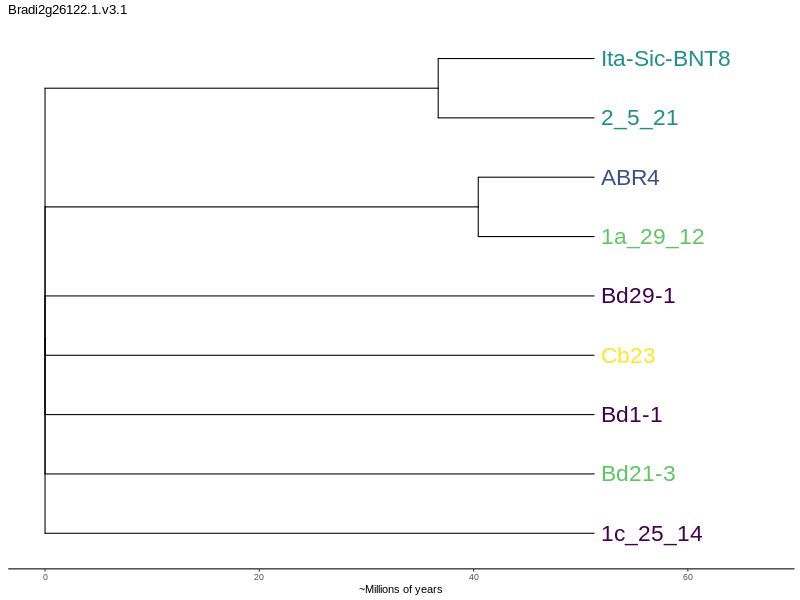 Bradi2g26122.1.v3.1
Ita-Sic-BNT8
2_5_21
ABR4
1a_29_12
Bd29-1
Cb23
Bd1-1
Bd21-3
1c_25_14
0 20 40 60
~Millions of years